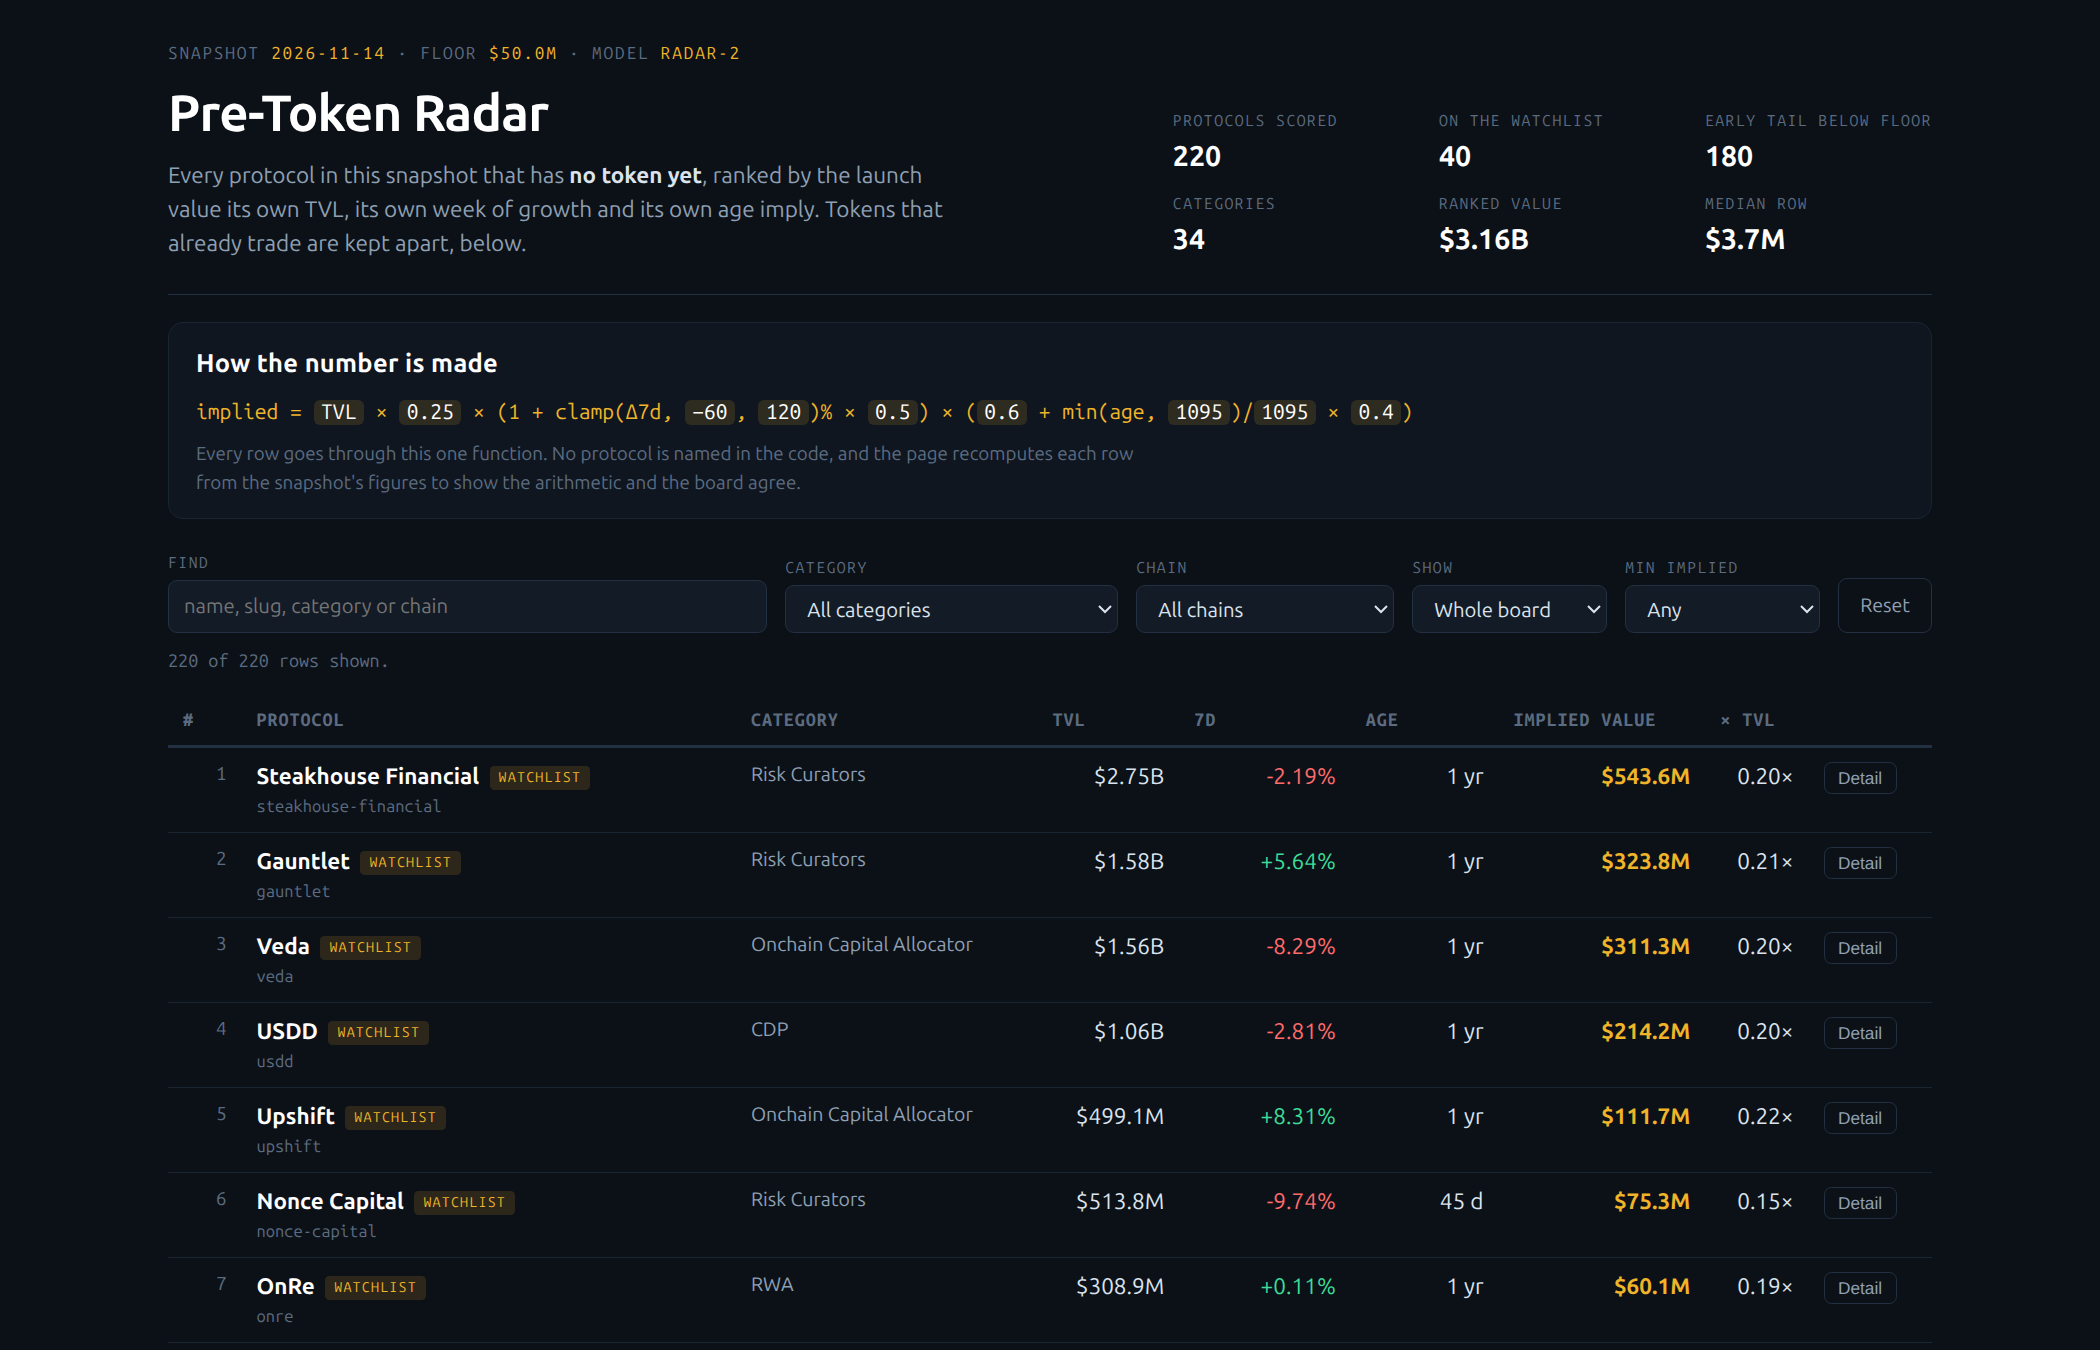 SNAPSHOT 2026-11-14 · FLOOR $50.0M · MODEL RADAR-2
Pre-Token Radar
Every protocol in this snapshot that has no token yet, ranked by the launch
value its own TVL, its own week of growth and its own age imply. Tokens that
already trade are kept apart, below.
PROTOCOLS SCORED ON THE WATCHLIST EARLY TAIL BELOW FLOOR
220 40 180
CATEGORIES RANKED VALUE MEDIAN ROW
34 $3.16B $3.7M
How the number is made
implied = TVL × 0.25 × (1 + clamp(Δ7d, −60, 120)% × 0.5) × (0.6 + min(age, 1095)/1095 × 0.4)
Every row goes through this one function. No protocol is named in the code, and the page recomputes each row
from the snapshot's figures to show the arithmetic and the board agree.
FIND CATEGORY CHAIN SHOW MIN IMPLIED
name, slug, category or chain All categories All chains Whole board Any Reset
220 of 220 rows shown.
# PROTOCOL CATEGORY TVL 7D AGE IMPLIED VALUE × TVL
1 Steakhouse Financial WATCHLIST Risk Curators $2.75B -2.19% 1 yr $543.6M 0.20× Detail
steakhouse-financial
2 Gauntlet WATCHLIST Risk Curators $1.58B +5.64% 1 yr $323.8M 0.21× Detail
gauntlet
3 Veda WATCHLIST Onchain Capital Allocator $1.56B -8.29% 1 yr $311.3M 0.20× Detail
veda
4 USDD WATCHLIST CDP $1.06B -2.81% 1 yr $214.2M 0.20× Detail
usdd
5 Upshift WATCHLIST Onchain Capital Allocator $499.1M +8.31% 1 yr $111.7M 0.22× Detail
upshift
6 Nonce Capital WATCHLIST Risk Curators $513.8M -9.74% 45 d $75.3M 0.15× Detail
nonce-capital
7 OnRe WATCHLIST RWA $308.9M +0.11% 1 yr $60.1M 0.19× Detail
onre